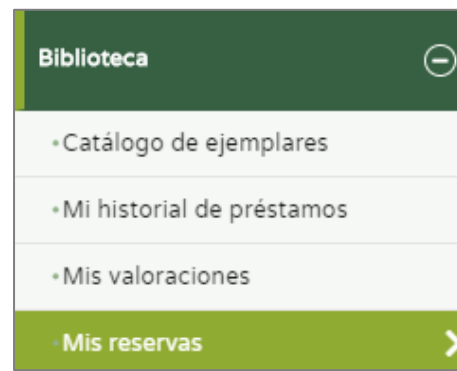 Biblioteca
Catálogo de ejemplares
Mi historial de préstamos
Mis valoraciones
Mis reservas